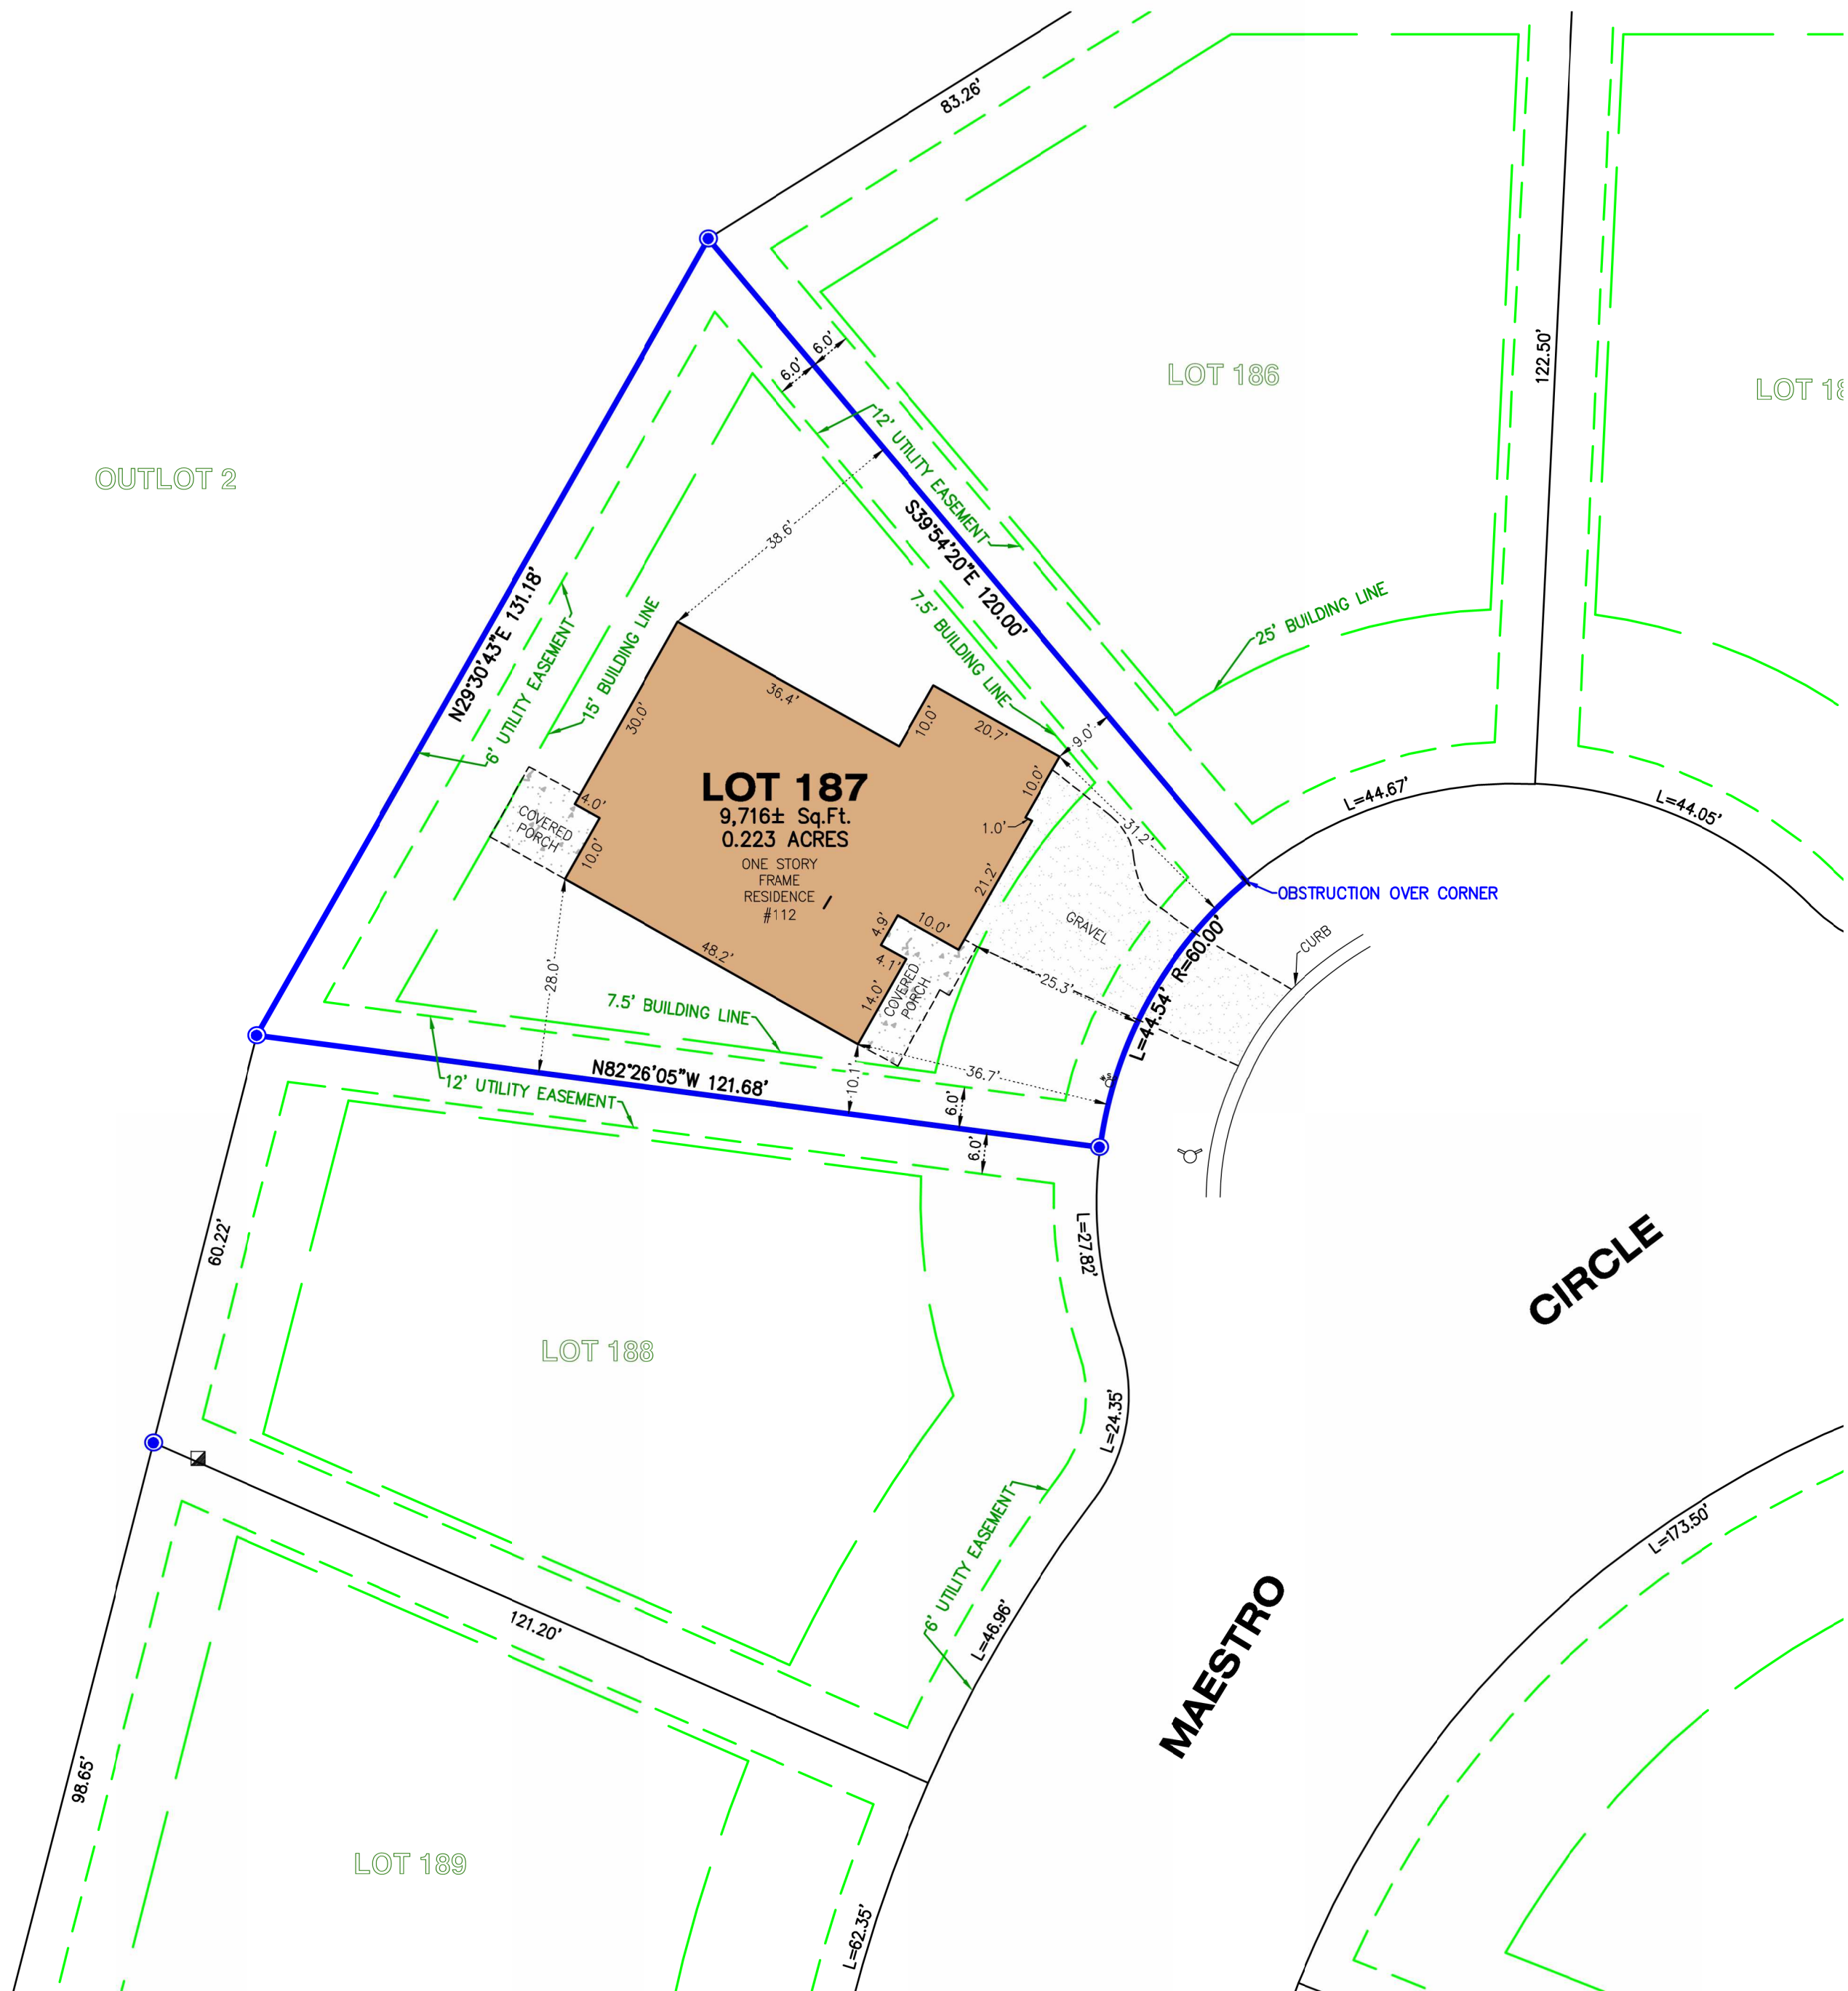 83.26'
LOT 186
122.50'
LOT 18
OUTLOT 2
6.0'
6.0'
12' UTILITY EASEMENT
S39°54'20"E 120.00'
38.6'
N29°30'43"E 131.18'
6' UTILITY EASEMENT
15' BUILDING LINE
7.5' BUILDING LINE
25' BUILDING LINE
30.0'
36.4'
10.0'
20.7'
9.0'
10.0'
31.2'
1.0'
21.2'
LOT 187
9,716± Sq.Ft.
0.223 ACRES
ONE STORY
FRAME
RESIDENCE
#112
4.0'
10.0'
COVERED
PORCH
L=44.67'
L=44.05'
OBSTRUCTION OVER CORNER
GRAVEL
CURB
4.9'
10.0'
4.1'
14.0'
COVERED
PORCH
48.2'
28.0'
25.3'
L=44.54' R=60.00'
7.5' BUILDING LINE
10.1'
36.7'
N82°26'05"W 121.68'
12' UTILITY EASEMENT
6.0'
6.0'
S
60.22'
L=27.82'
CIRCLE
LOT 188
L=24.35'
6' UTILITY EASEMENT
L=46.96'
MAESTRO
L=173.50'
121.20'
98.65'
LOT 189
L=62.35'